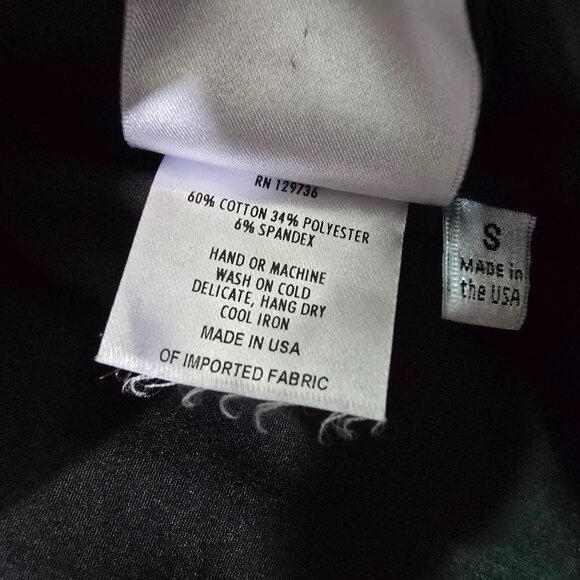 RN 129736
60% COTTON 34% POLYESTER
6% SPANDEX
HAND OR MACHINE
WASH ON COLD
DELICATE, HANG DRY
COOL IRON
MADE IN USA
OF IMPORTED FABRIC
S
MADE in
the USA